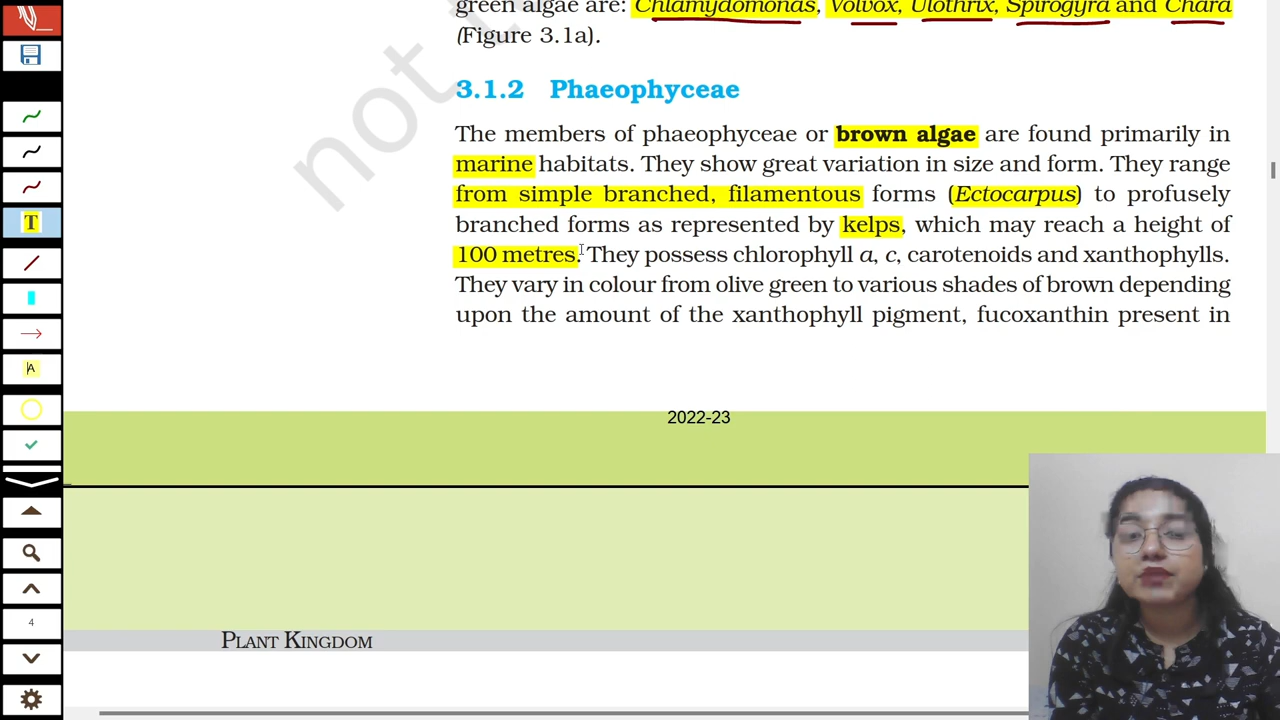 green algae are: Chlamydomonas, Volvox, Ulothrix, Spirogyra and Chara
(Figure 3.1a).
not
3.1.2 Phaeophyceae
The members of phaeophyceae or brown algae are found primarily in
marine habitats. They show great variation in size and form. They range
from simple branched, filamentous forms (Ectocarpus) to profusely
branched forms as represented by kelps, which may reach a height of
100 metres. They possess chlorophyll a, c, carotenoids and xanthophylls.
They vary in colour from olive green to various shades of brown depending
upon the amount of the xanthophyll pigment, fucoxanthin present in
2022-23
PLANT KINGDOM
T
A
4